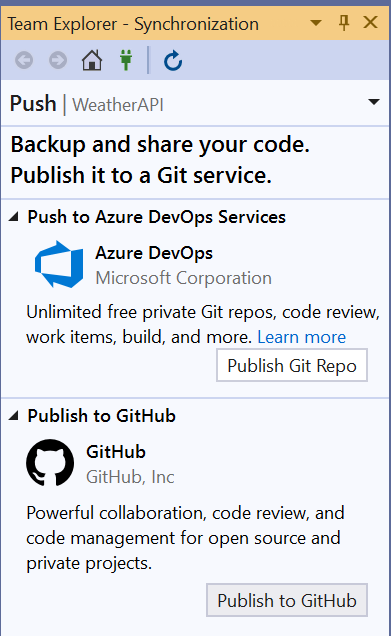 Team Explorer - Synchronization
Push | WeatherAPI
Backup and share your code.
Publish it to a Git service.
Push to Azure DevOps Services
Azure DevOps
Microsoft Corporation
Unlimited free private Git repos, code review,
work items, build, and more. Learn more
Publish Git Repo
Publish to GitHub
GitHub
GitHub, Inc
Powerful collaboration, code review, and
code management for open source and
private projects.
Publish to GitHub